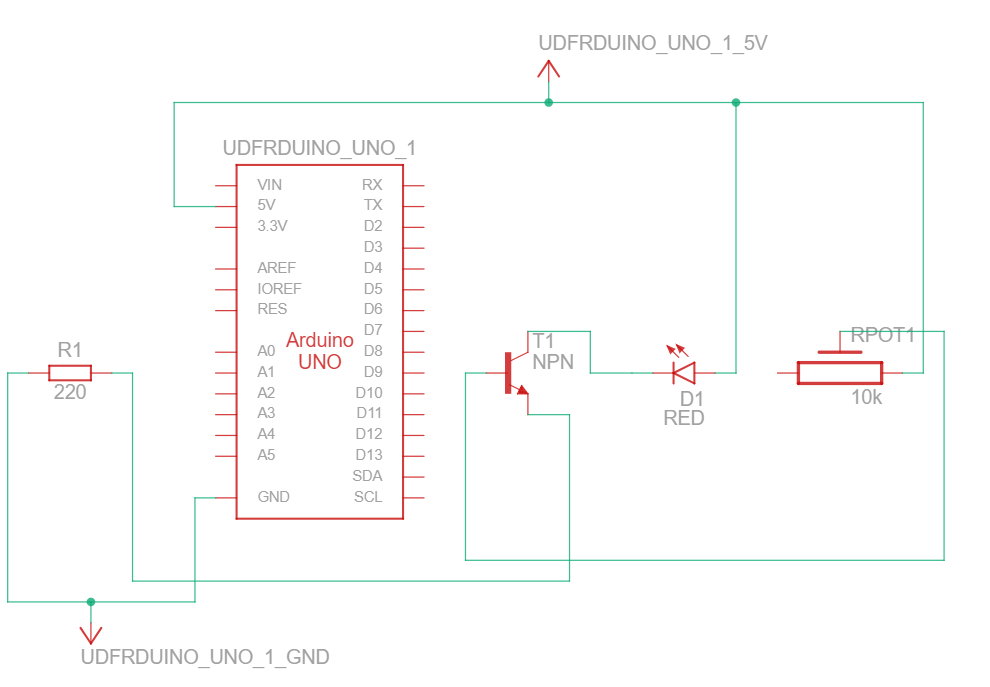 UDFRDUINO_UNO_1_5V
UDFRDUINO_UNO_1
VIN RX
5V TX
3.3V D2
D3
AREF D4
IOREF D5
RES D6
D7
Arduino
UNO
A0 D8
A1 D9
A2 D10
A3 D11
A4 D12
A5 D13
SDA
GND SCL
R1
220
T1
NPN
D1
RED
RPOT1
10k
UDFRDUINO_UNO_1_GND